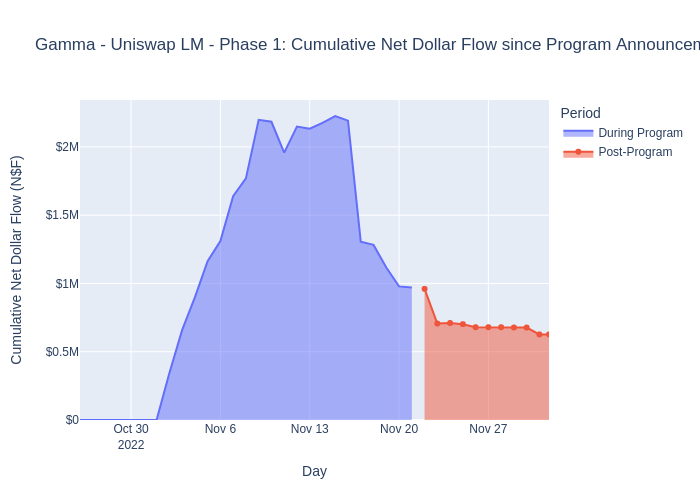 Gamma - Uniswap LM - Phase 1: Cumulative Net Dollar Flow since Program
Period
During Program
Post-Program
Cumulative Net Dollar Flow (N$F)
$2M
$1.5M
$1M
$0.5M
$0
Oct 30
2022
Nov 6
Nov 13
Nov 20
Nov 27
Day